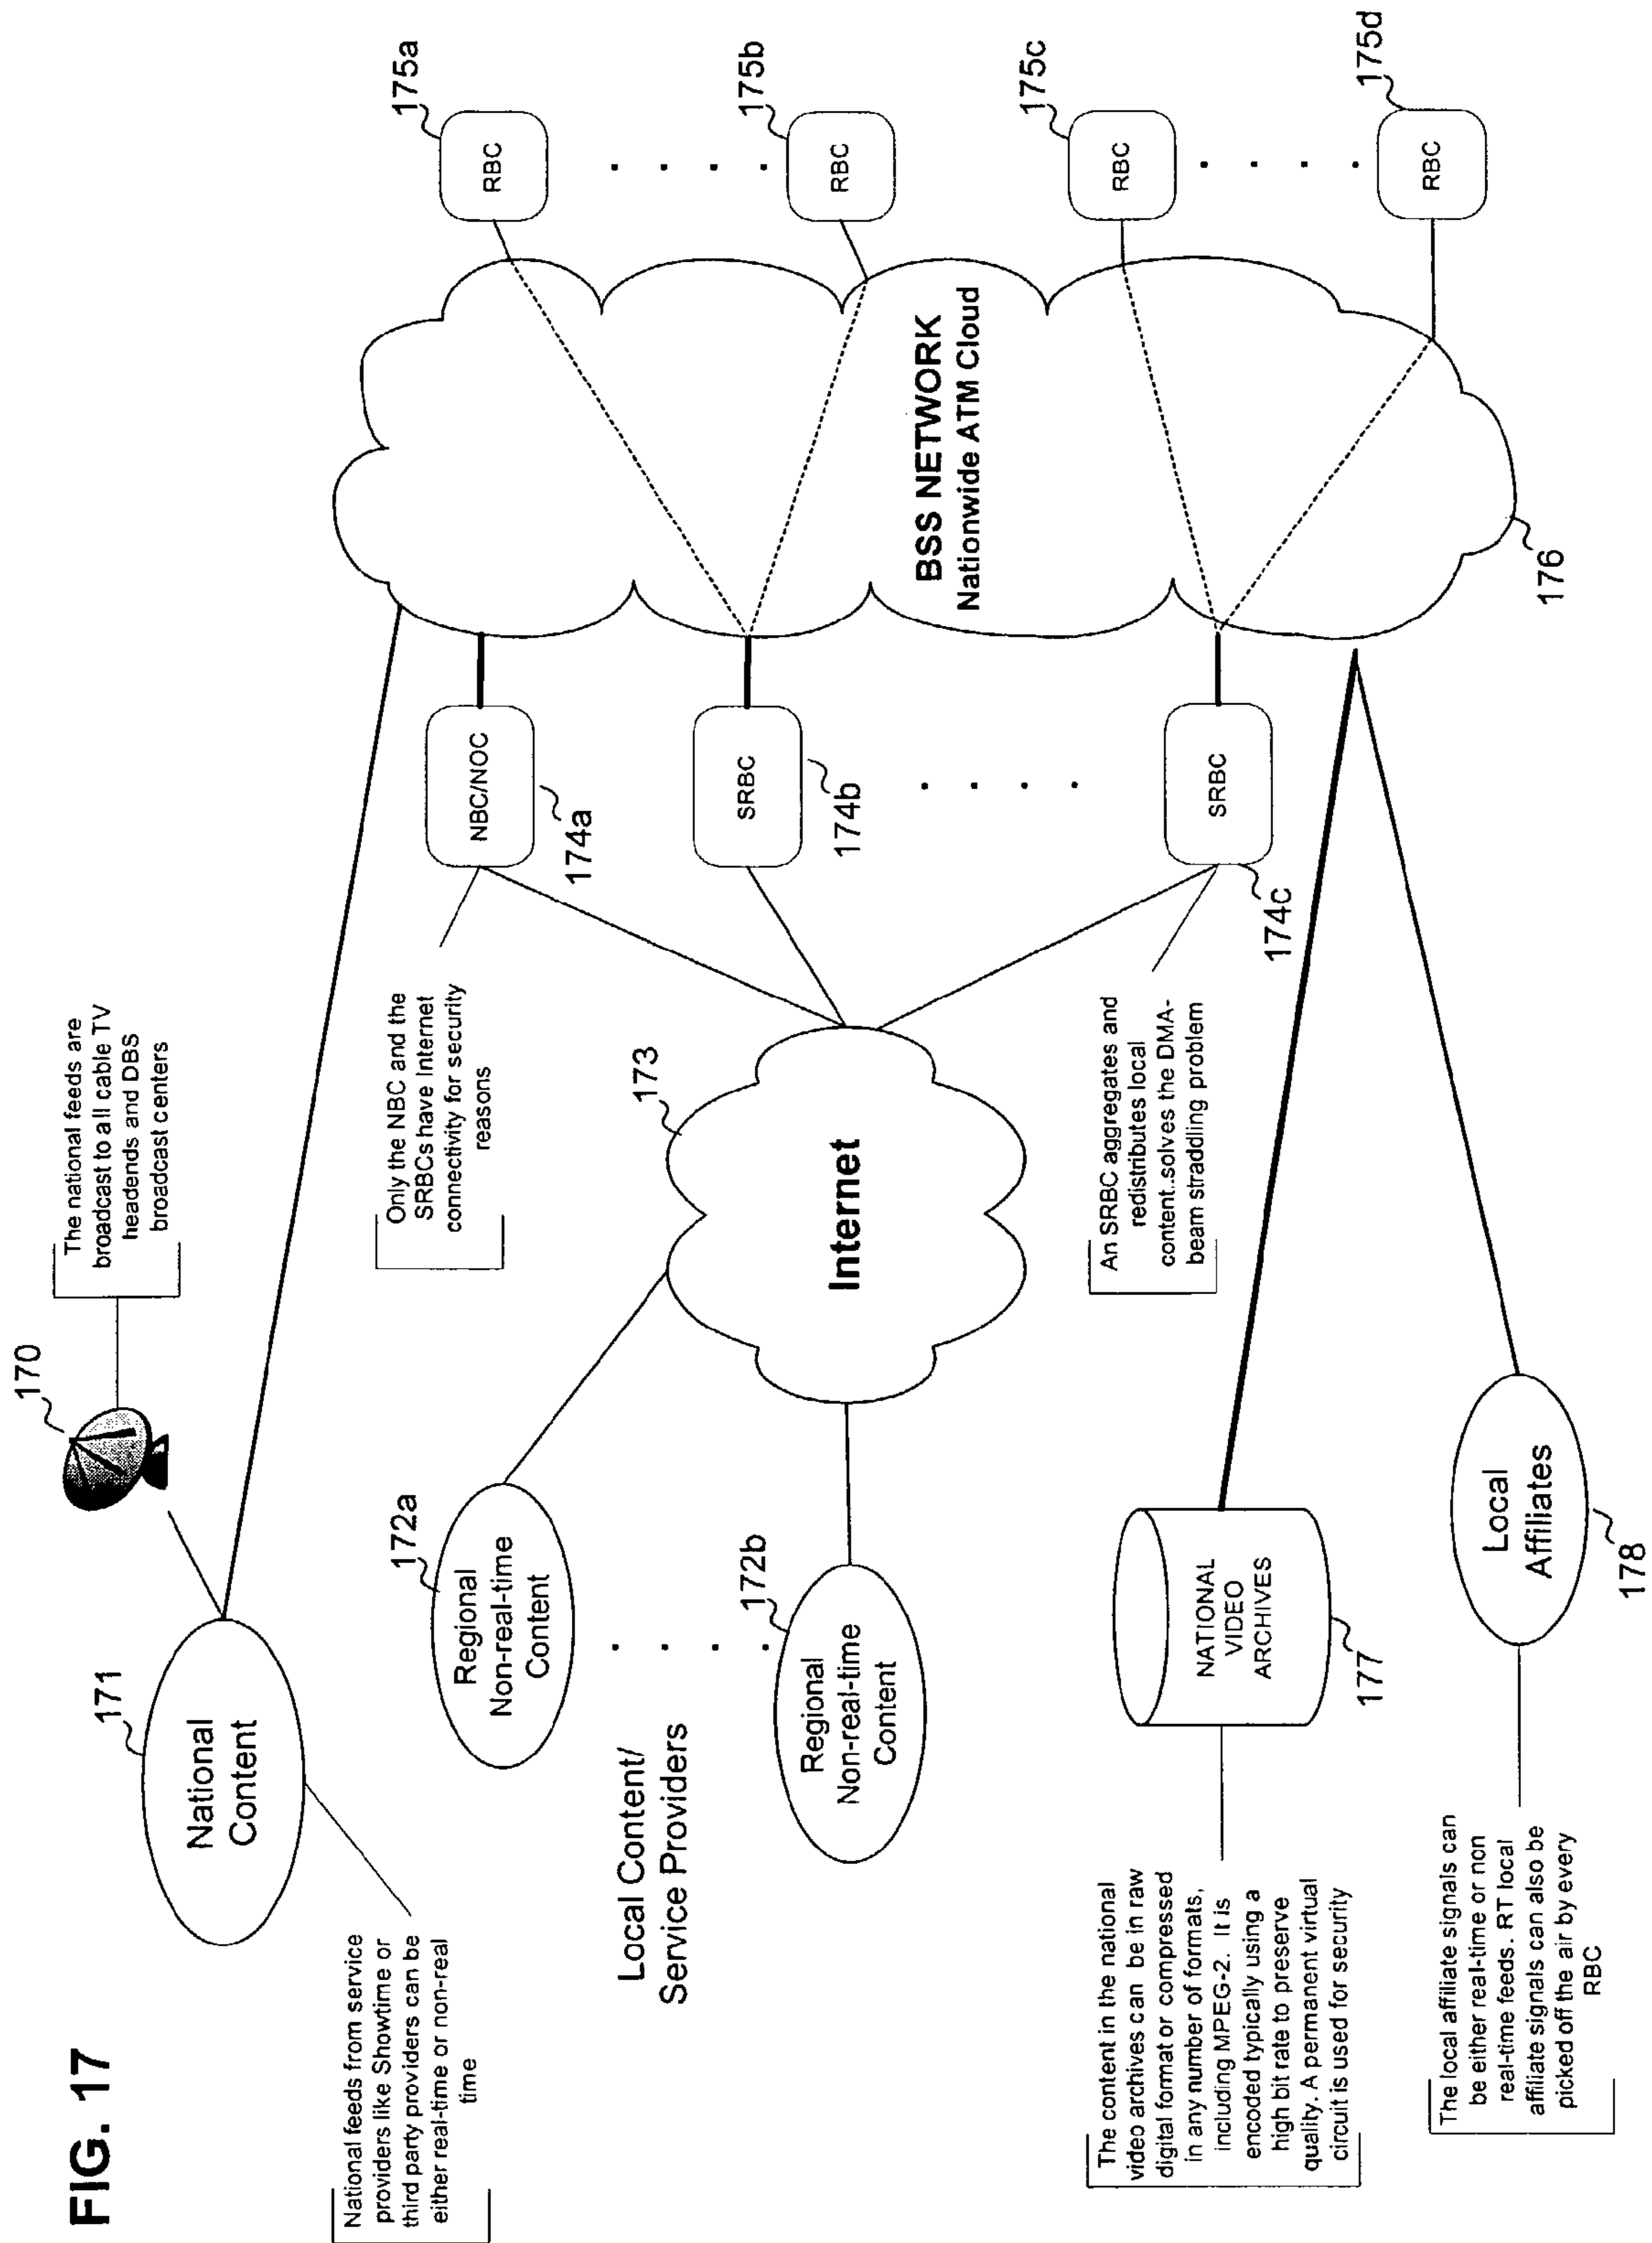 FIG. 17
170
The national feeds are
broadcast to all cable TV
headends and DBS
broadcast centers
171
National
Content
National feeds from service
providers like Showtime or
third party providers can be
either real-time or non-real
time
172a
Regional
Non-real-time
Content
Local Content/
Service Providers
172b
Regional
Non-real-time
Content
173
Internet
Only the NBC and the
SRBCs have Internet
connectivity for security
reasons
NBC/NOC
174a
SRBC
174b
SRBC
174c
An SRBC aggregates and
redistributes local
content..solves the DMA-
beam straddling problem
BSS NETWORK
Nationwide ATM Cloud
176
RBC
175a
RBC
175b
RBC
175c
RBC
175d
NATIONAL
VIDEO
ARCHIVES
177
The content in the national
video archives can be in raw
digital format or compressed
in any number of formats,
including MPEG-2. It is
encoded typically using a
high bit rate to preserve
quality. A permanent virtual
circuit is used for security
Local
Affiliates
178
The local affiliate signals can
be either real-time or non
real-time feeds. RT local
affiliate signals can also be
picked off the air by every
RBC